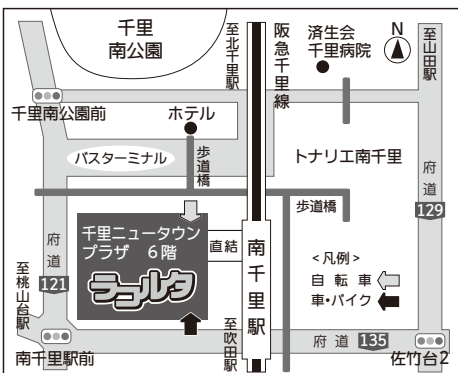 千里
南公園
至北千里駅
阪急千里線
済生会
千里病院
N
至山田駅
千里南公園前
ホテル
バスターミナル
歩道橋
トナリエ南千里
府道
129
歩道橋
千里ニュータウン
プラザ 6階
ラコルタ
直結
南千里駅
府道
121
至桃山台駅
<凡例>
自転車
車・バイク
南千里駅前
至吹田駅
府道 135
佐竹台2